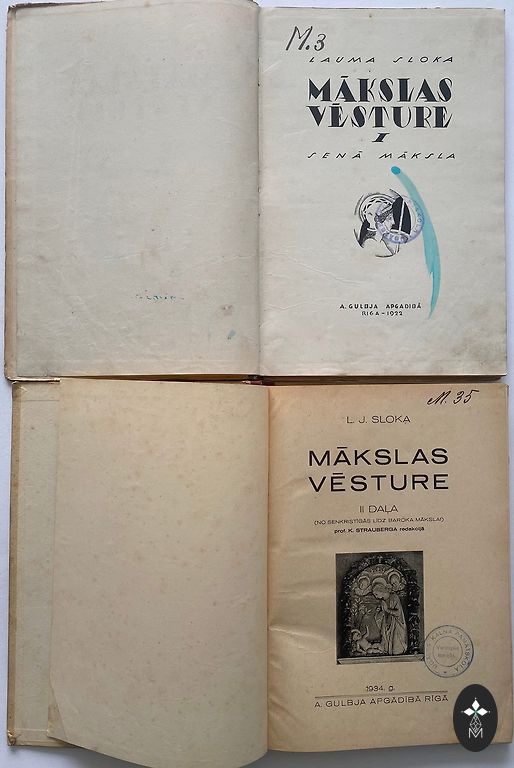 M.3
LAUMA SLOKA
MĀKSLAS
VĒSTURE
I
SENĀ MĀKSLA
A. GULBJA APGĀDĪBĀ
RIGA-1922
M. 35
L. J. SLOKA
MĀKSLAS
VĒSTURE
II DAĻA
(NO SENKRISTĪGĀS LĪDZ BAROKA MĀKSLAI)
prof. K. STRAUBERGA redakcijā
1934. g.
A. GULBJA APGĀDĪBĀ RĪGĀ
M